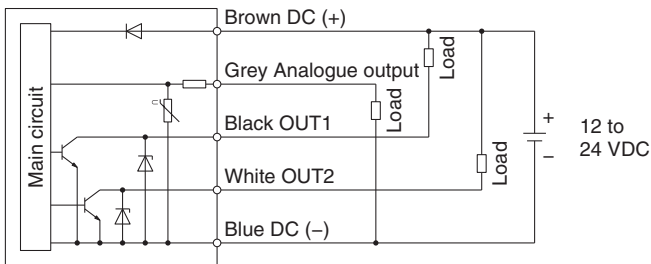 Brown DC (+)
Load
Grey Analogue output
Load
Main circuit
Black OUT1
+
12 to
24 VDC
−
Load
White OUT2
Blue DC (−)